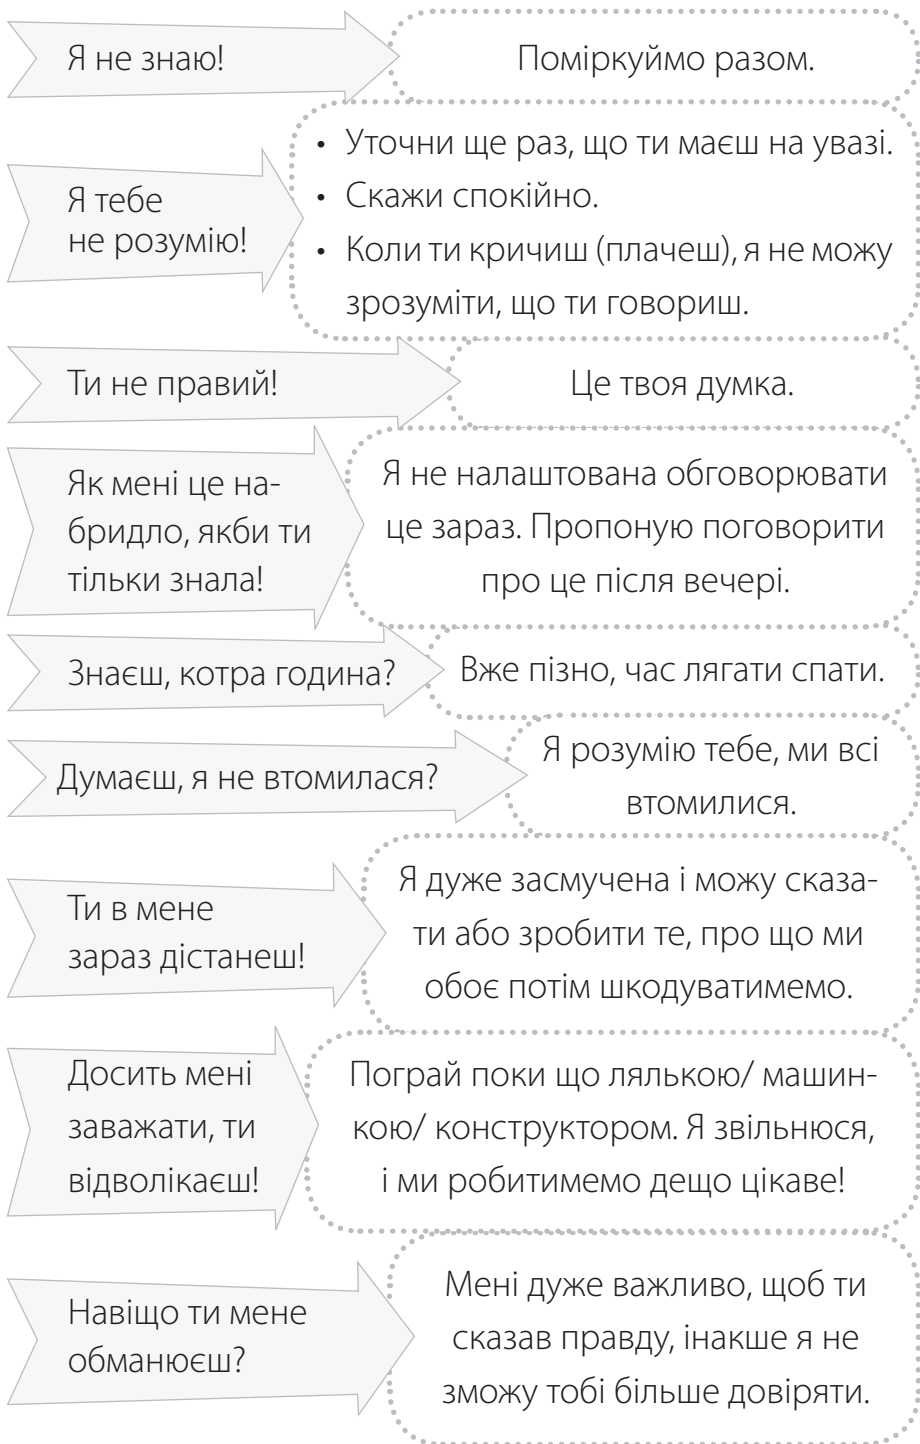 Я не знаю!
Поміркуймо разом.
Я тебе
не розумію!
• Уточни ще раз, що ти маєш на увазі.
• Скажи спокійно.
• Коли ти кричиш (плачеш), я не можу
зрозуміти, що ти говориш.
Ти не правий!
Це твоя думка.
Як мені це на-
бридло, якби ти
тільки знала!
Я не налаштована обговорювати
це зараз. Пропоную поговорити
про це після вечері.
Знаєш, котра година?
Вже пізно, час лягати спати.
Думаєш, я не втомилася?
Я розумію тебе, ми всі
втомилися.
Ти в мене
зараз дістанеш!
Я дуже засмучена і можу сказа-
ти або зробити те, про що ми
обоє потім шкодуватимемо.
Досить мені
заважати, ти
відволікаєш!
Пограй поки що лялькою/ машин-
кою/ конструктором. Я звільнюся,
і ми робитимемо дещо цікаве!
Навіщо ти мене
обманюєш?
Мені дуже важливо, щоб ти
сказав правду, інакше я не
зможу тобі більше довіряти.